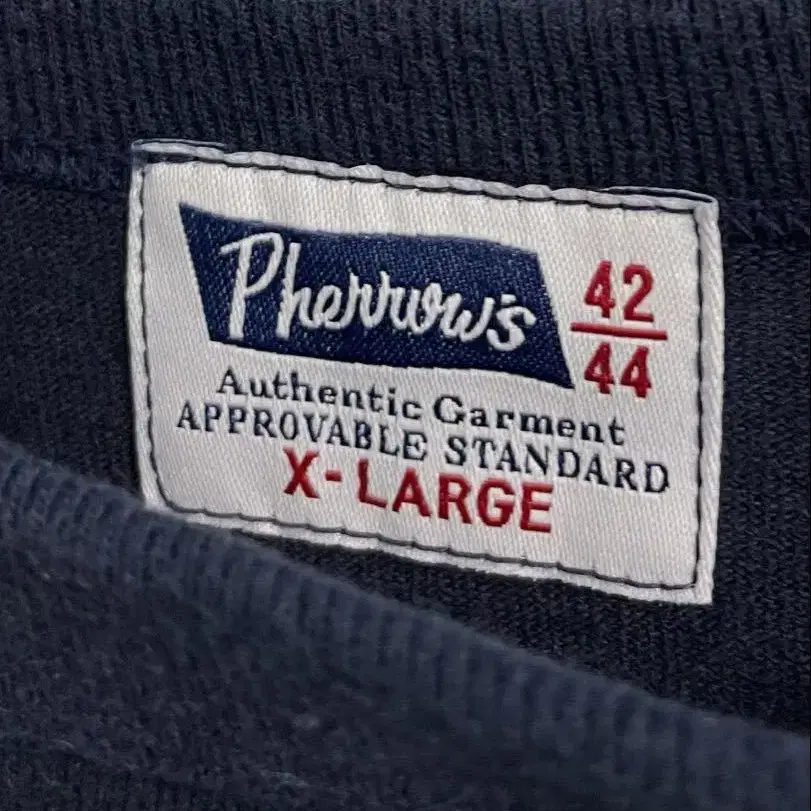 Pherrow's
42
44
Authentic Garment
APPROVABLE STANDARD
X-LARGE